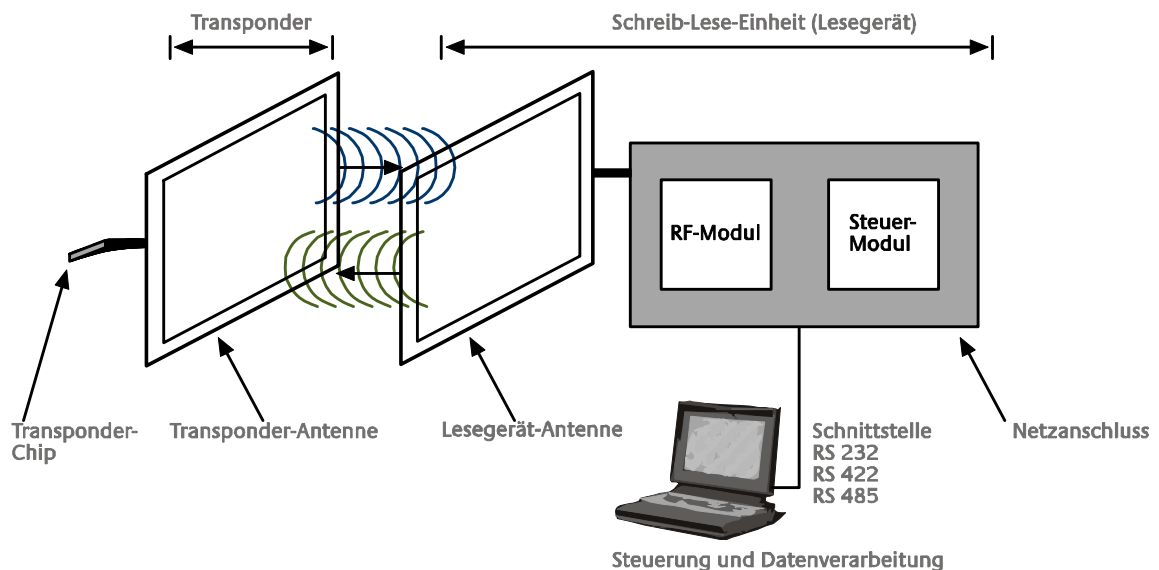 Transponder
Schreib-Lese-Einheit (Lesegerät)
RF-Modul
Steuer-
Modul
Transponder-
Chip
Transponder-Antenne
Lesegerät-Antenne
Schnittstelle
RS 232
RS 422
RS 485
Netzanschluss
Steuerung und Datenverarbeitung